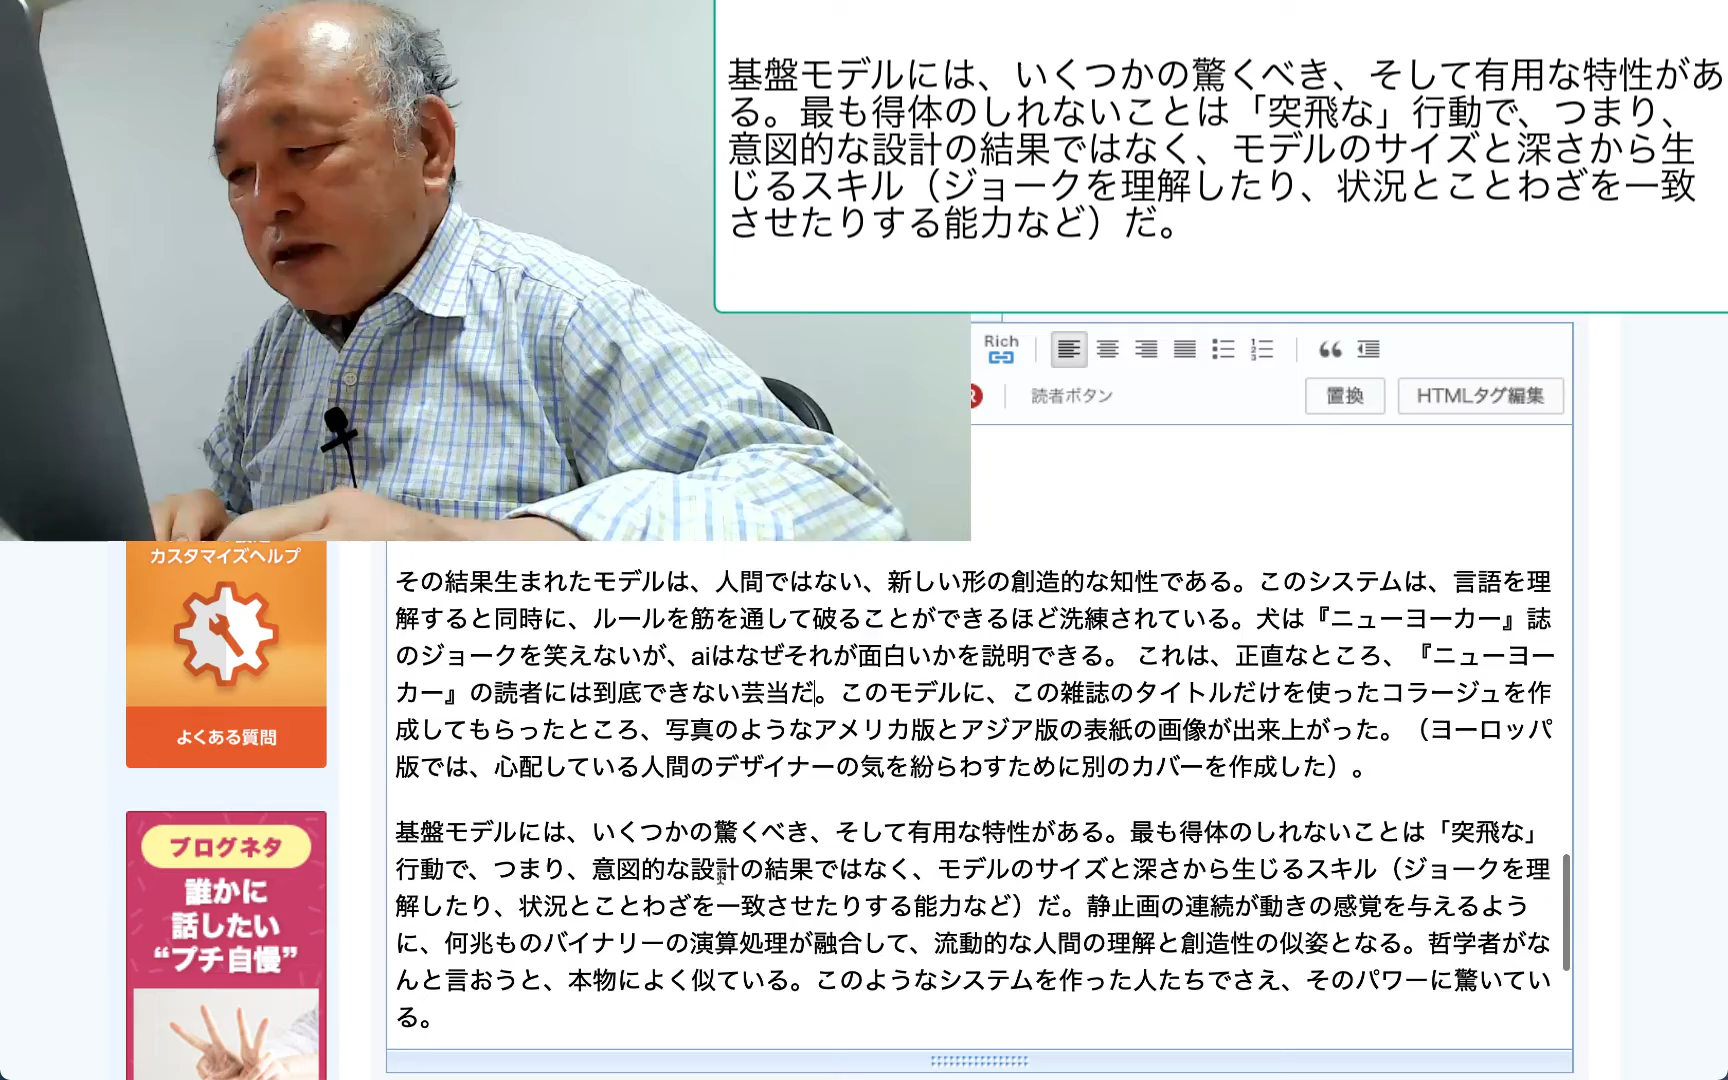 基盤モデルには、いくつかの驚くべき、そして有用な特性があ
る。最も得体のしれないことは「突飛な」行動で、つまり、
意図的な設計の結果ではなく、モデルのサイズと深さから生
じるスキル（ジョークを理解したり、状況とことわざを一致
させたりする能力など）だ。
Rich
読者ボタン
置換
HTMLタグ編集
カスタマイズヘルプ
よくある質問
ブログネタ
誰かに
話したい
“プチ自慢”
その結果生まれたモデルは、人間ではない、新しい形の創造的な知性である。このシステムは、言語を理
解すると同時に、ルールを筋を通して破ることができるほど洗練されている。犬は『ニューヨーカー』誌
のジョークを笑えないが、aiはなぜそれが面白いかを説明できる。 これは、正直なところ、『ニューヨー
カー』の読者には到底できない芸当だ。このモデルに、この雑誌のタイトルだけを使ったコラージュを作
成してもらったところ、写真のようなアメリカ版とアジア版の表紙の画像が出来上がった。（ヨーロッパ
版では、心配している人間のデザイナーの気を紛らわすために別のカバーを作成した）。
基盤モデルには、いくつかの驚くべき、そして有用な特性がある。最も得体のしれないことは「突飛な」
行動で、つまり、意図的な設計の結果ではなく、モデルのサイズと深さから生じるスキル（ジョークを理
解したり、状況とことわざを一致させたりする能力など）だ。静止画の連続が動きの感覚を与えるよう
に、何兆ものバイナリーの演算処理が融合して、流動的な人間の理解と創造性の似姿となる。哲学者がな
んと言おうと、本物によく似ている。このようなシステムを作った人たちでさえ、そのパワーに驚いてい
る。